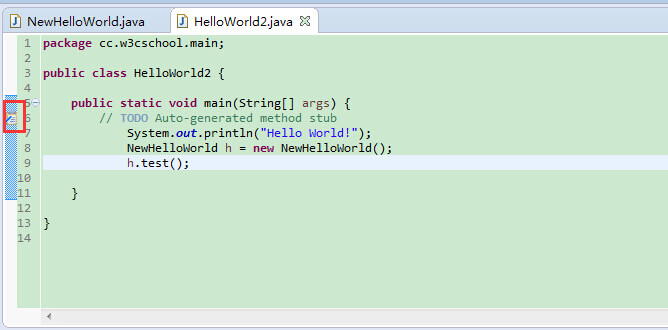 NewHelloWorld.java HelloWorld2.java
1 package cc.w3cschool.main;
2
3 public class HelloWorld2 {
4
5 public static void main(String[] args) {
6 // TODO Auto-generated method stub
7 System.out.println("Hello World!");
8 NewHelloWorld h = new NewHelloWorld();
9 h.test();
10
11 }
12
13 }
14